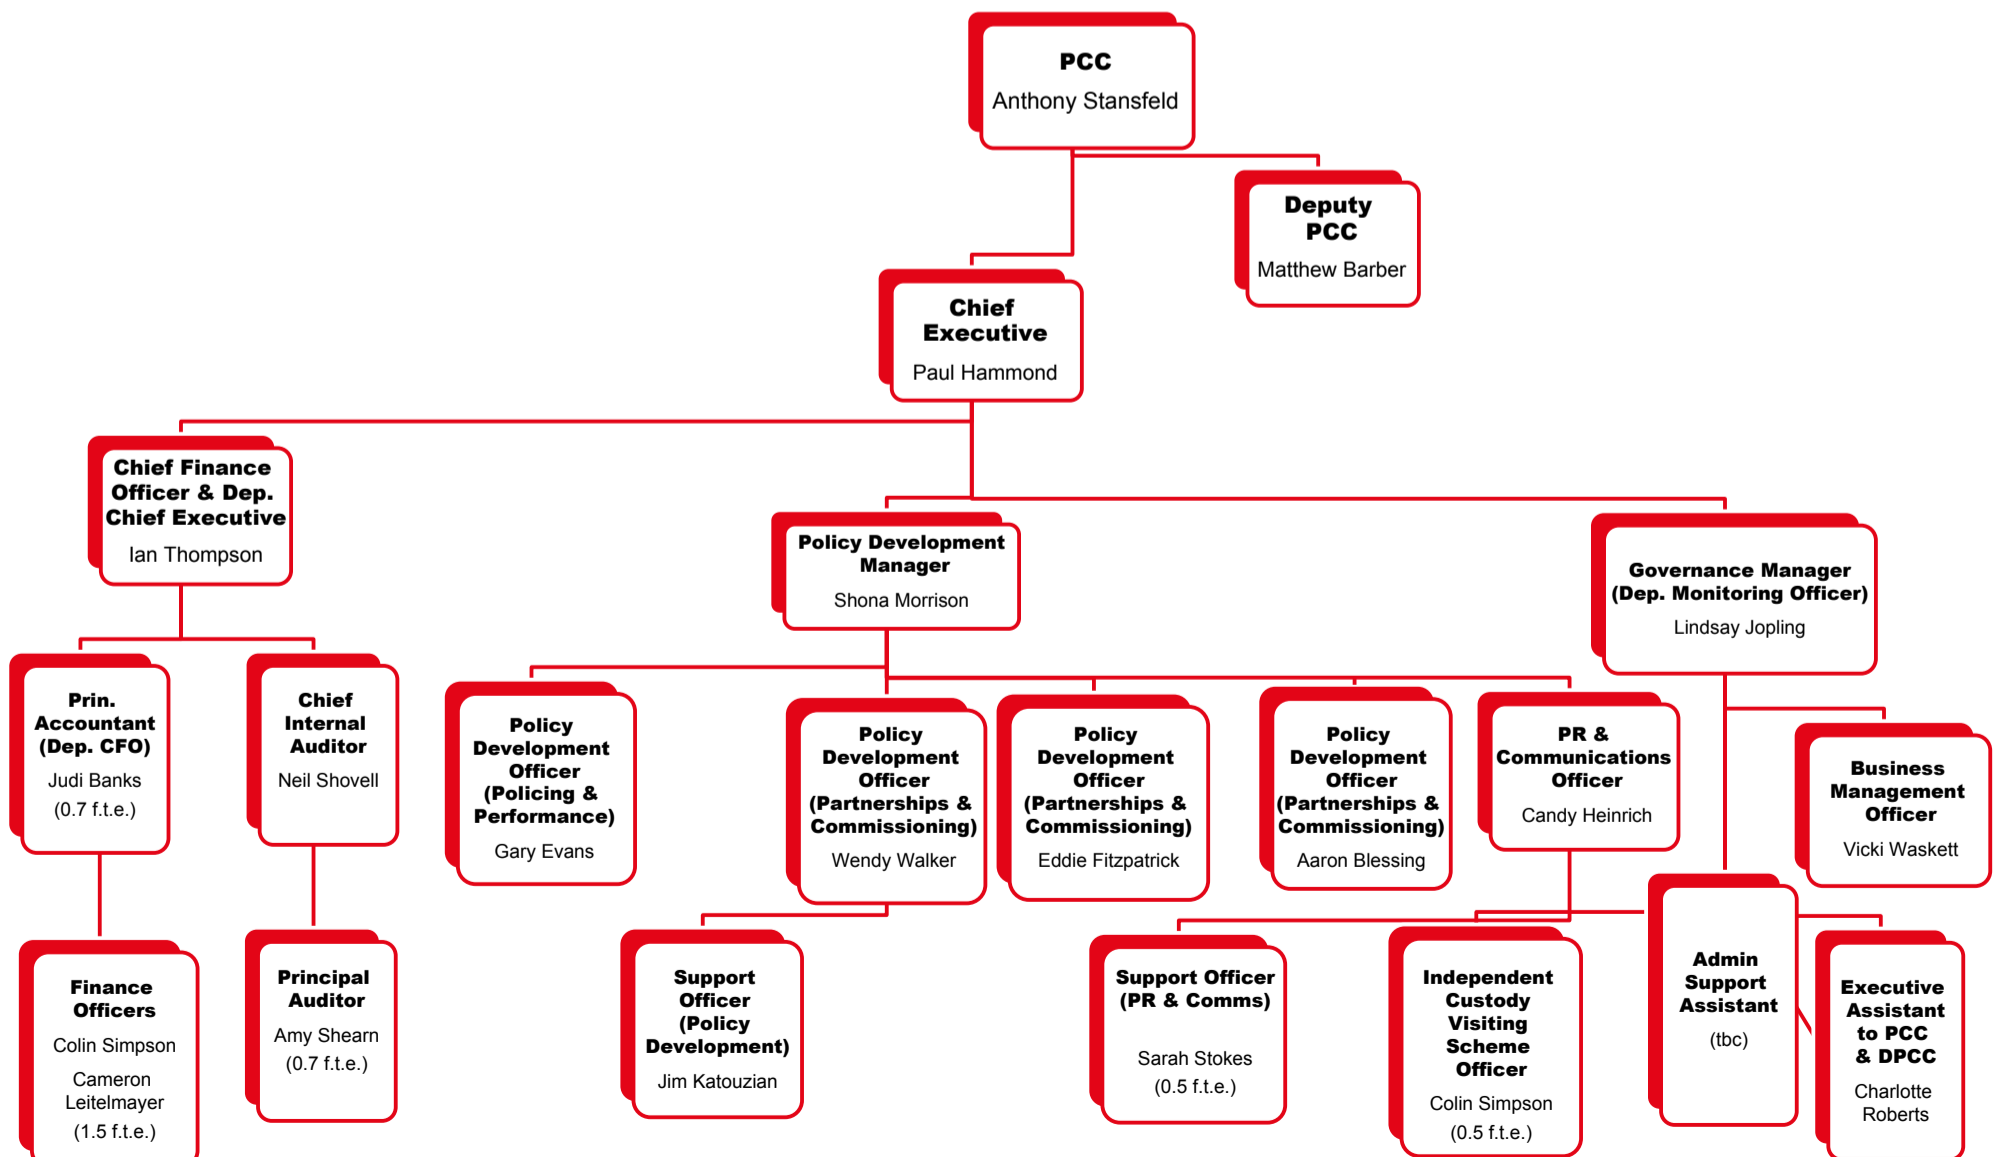 PCC
Anthony Stansfeld
Deputy
PCC
Matthew Barber
Chief
Executive
Paul Hammond
Chief Finance
Officer & Dep.
Chief Executive
Ian Thompson
Policy Development
Manager
Shona Morrison
Governance Manager
(Dep. Monitoring Officer)
Lindsay Jopling
Prin.
Accountant
(Dep. CFO)
Judi Banks
(0.7 f.t.e.)
Chief
Internal
Auditor
Neil Shovell
Policy
Development
Officer
(Policing &
Performance)
Gary Evans
Policy
Development
Officer
(Partnerships &
Commissioning)
Wendy Walker
Policy
Development
Officer
(Partnerships &
Commissioning)
Eddie Fitzpatrick
Policy
Development
Officer
(Partnerships &
Commissioning)
Aaron Blessing
PR &
Communications
Officer
Candy Heinrich
Business
Management
Officer
Vicki Waskett
Finance
Officers
Colin Simpson
Cameron
Leitelmayer
(1.5 f.t.e.)
Principal
Auditor
Amy Shearn
(0.7 f.t.e.)
Support
Officer
(Policy
Development)
Jim Katouzian
Support Officer
(PR & Comms)
Sarah Stokes
(0.5 f.t.e.)
Independent
Custody
Visiting
Scheme
Officer
Colin Simpson
(0.5 f.t.e.)
Admin
Support
Assistant
(tbc)
Executive
Assistant
to PCC
& DPCC
Charlotte
Roberts